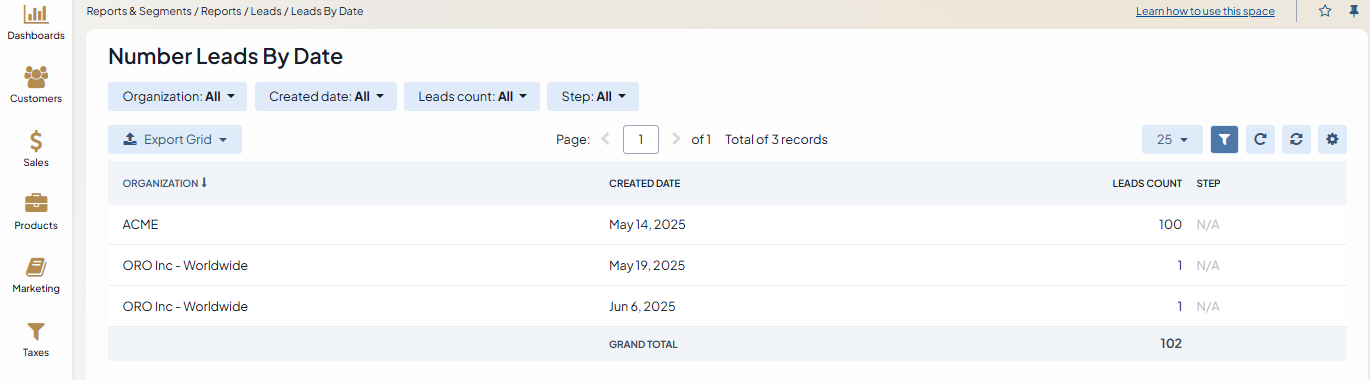 Reports & Segments / Reports / Leads / Leads By Date
Learn how to use this space
Dashboards
Customers
Sales
Products
Marketing
Taxes
Number Leads By Date
Organization: All Created date: All Leads count: All Step: All
Export Grid Page: 1 of 1 Total of 3 records 25
ORGANIZATION CREATED DATE LEADS COUNT STEP
ACME May 14, 2025 100 N/A
ORO Inc - Worldwide May 19, 2025 1 N/A
ORO Inc - Worldwide Jun 6, 2025 1 N/A
GRAND TOTAL 102